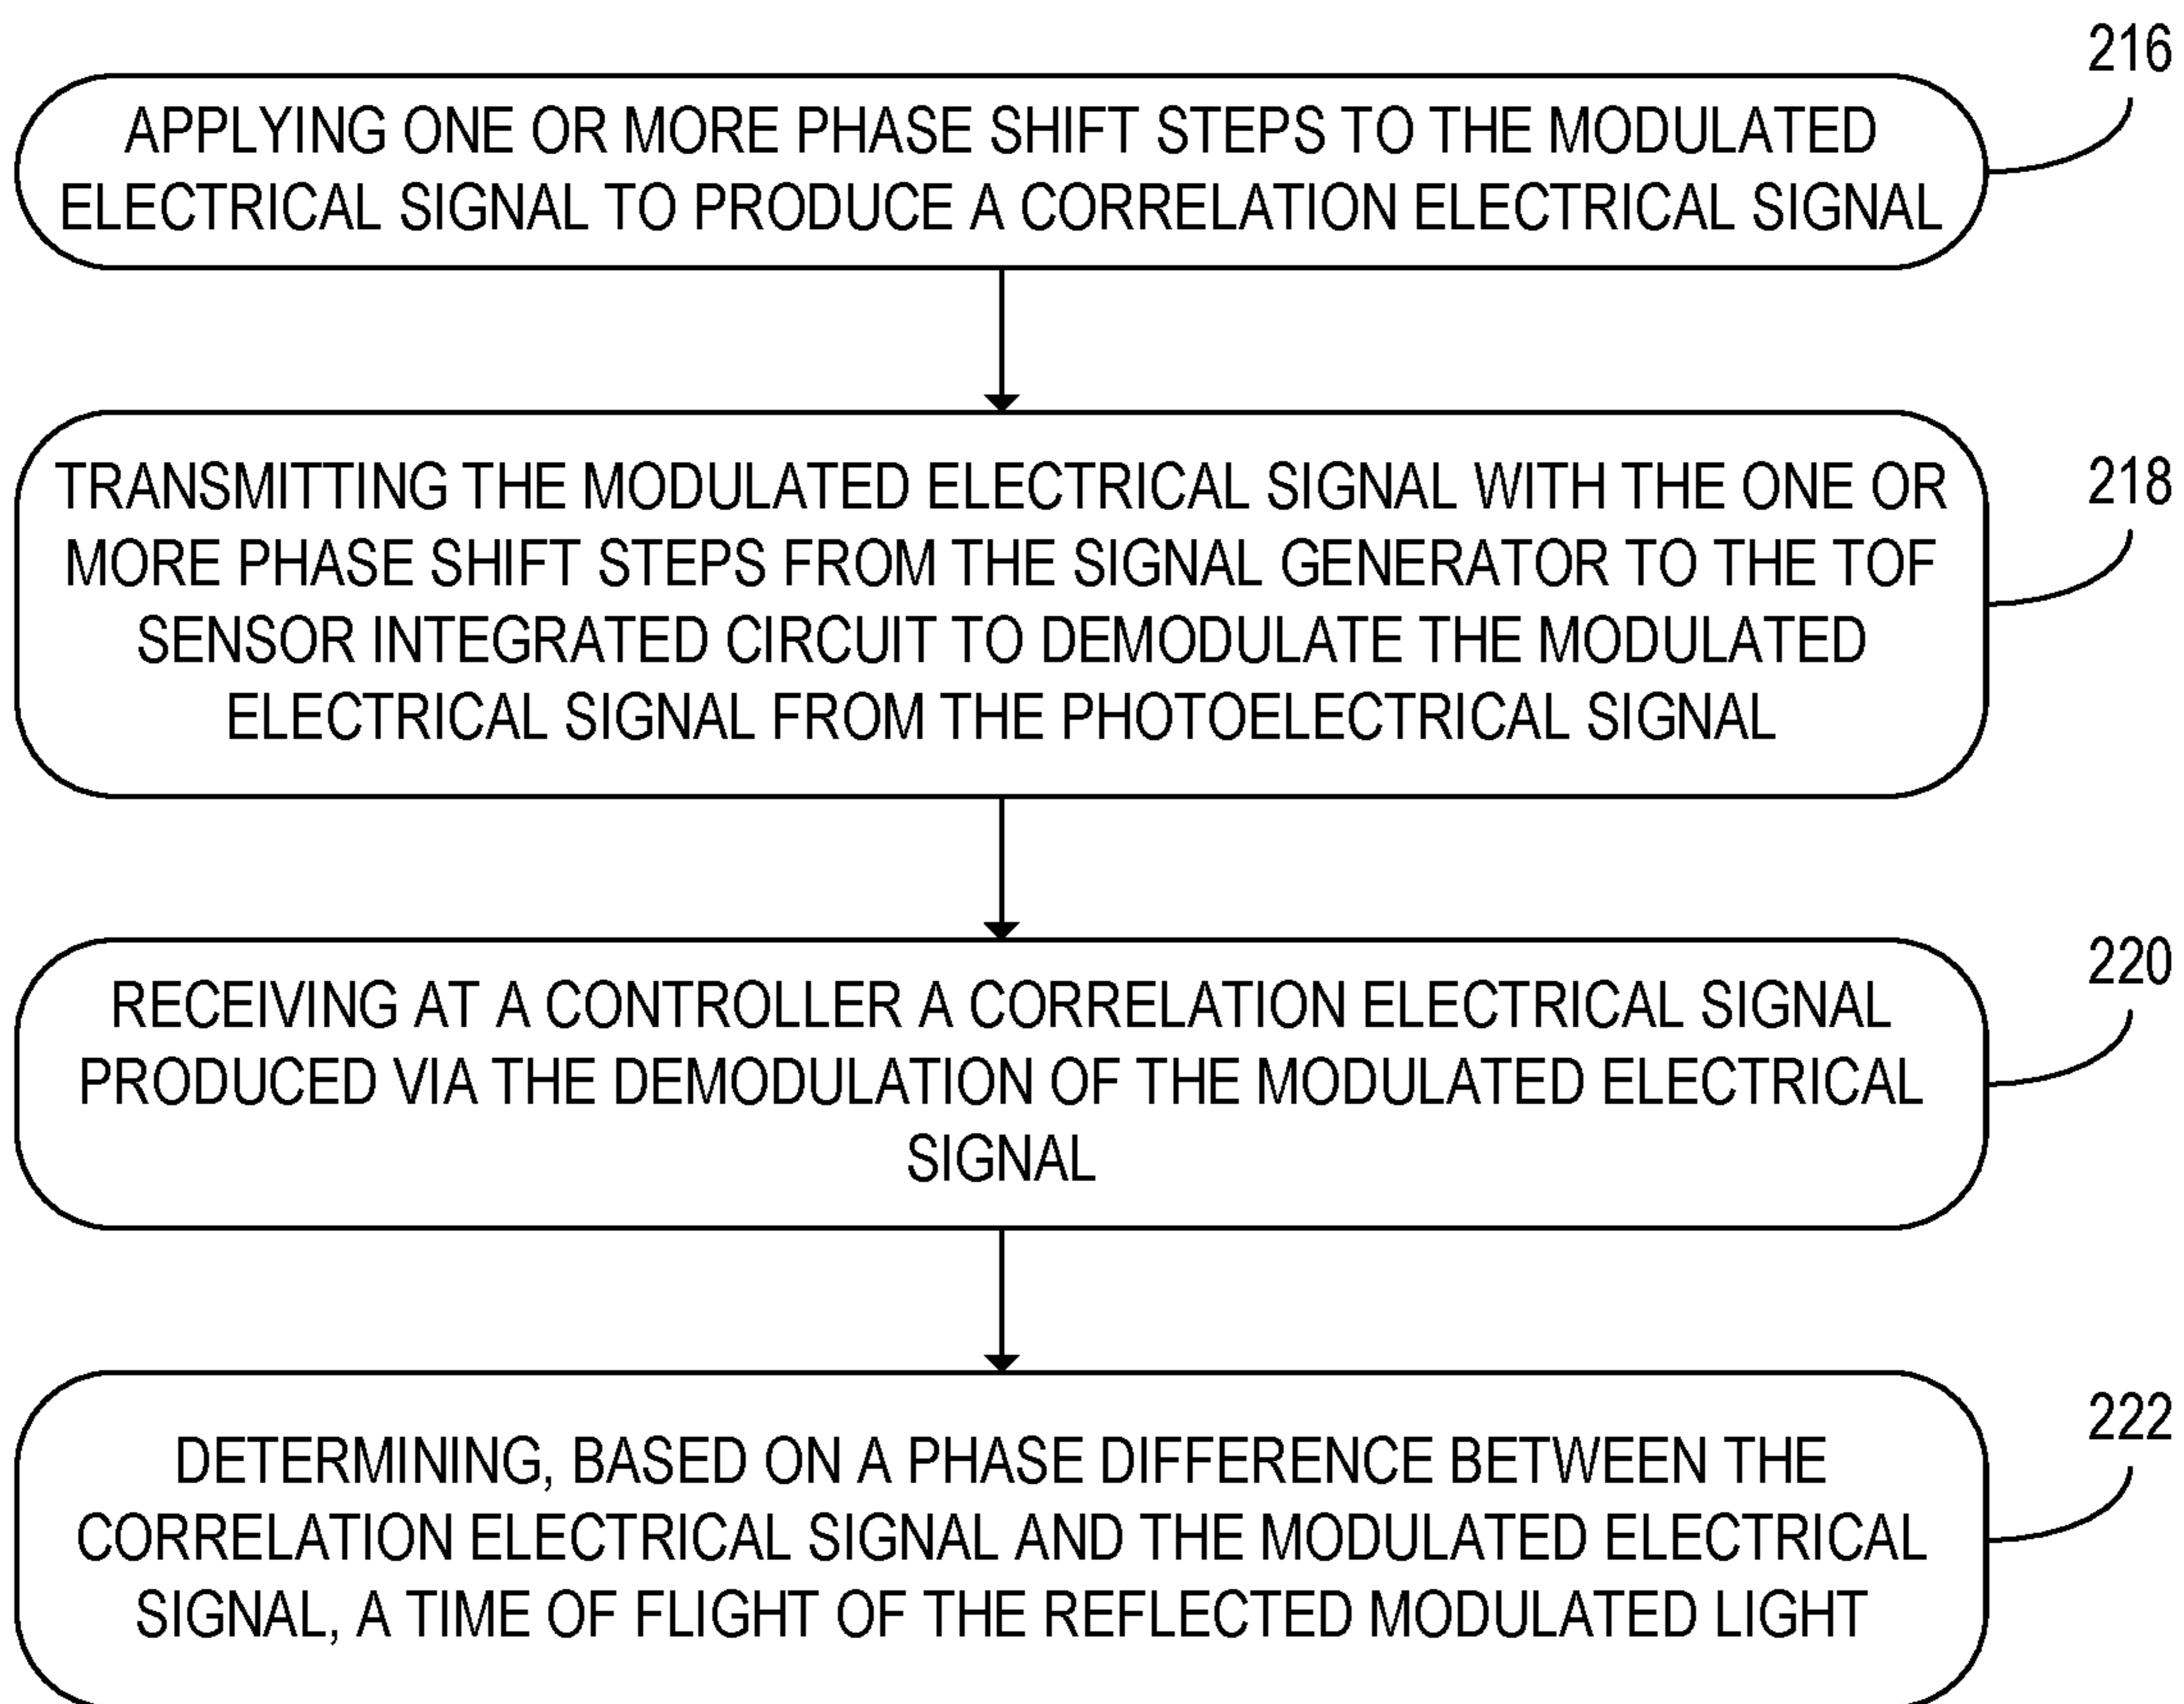 216
APPLYING ONE OR MORE PHASE SHIFT STEPS TO THE MODULATED
ELECTRICAL SIGNAL TO PRODUCE A CORRELATION ELECTRICAL SIGNAL
218
TRANSMITTING THE MODULATED ELECTRICAL SIGNAL WITH THE ONE OR
MORE PHASE SHIFT STEPS FROM THE SIGNAL GENERATOR TO THE TOF
SENSOR INTEGRATED CIRCUIT TO DEMODULATE THE MODULATED
ELECTRICAL SIGNAL FROM THE PHOTOELECTRICAL SIGNAL
220
RECEIVING AT A CONTROLLER A CORRELATION ELECTRICAL SIGNAL
PRODUCED VIA THE DEMODULATION OF THE MODULATED ELECTRICAL
SIGNAL
222
DETERMINING, BASED ON A PHASE DIFFERENCE BETWEEN THE
CORRELATION ELECTRICAL SIGNAL AND THE MODULATED ELECTRICAL
SIGNAL, A TIME OF FLIGHT OF THE REFLECTED MODULATED LIGHT